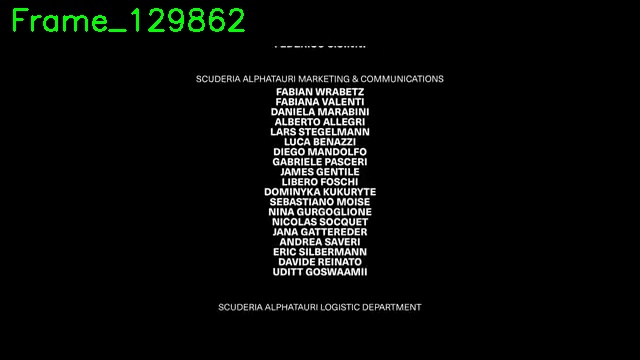 Frame_129862
SCUDERIA ALPHATAURI MARKETING & COMMUNICATIONS
FABIAN WRABETZ
FABIANA VALENTI
DANIELA MARABINI
ALBERTO ALLEGRI
LARS STEGELMANN
LUCA BENAZZI
DIEGO MANDOLFO
GABRIELE PASCERI
JAMES GENTILE
LIBERO FOSCHI
DOMINYKA KUKURYTE
SEBASTIANO MOISE
NINA GURGOGLIONE
NICOLAS SOCQUET
JANA GATTEREDER
ANDREA SAVERI
ERIC SILBERMANN
DAVIDE REINATO
UDITT GOSWAAMII
SCUDERIA ALPHATAURI LOGISTIC DEPARTMENT